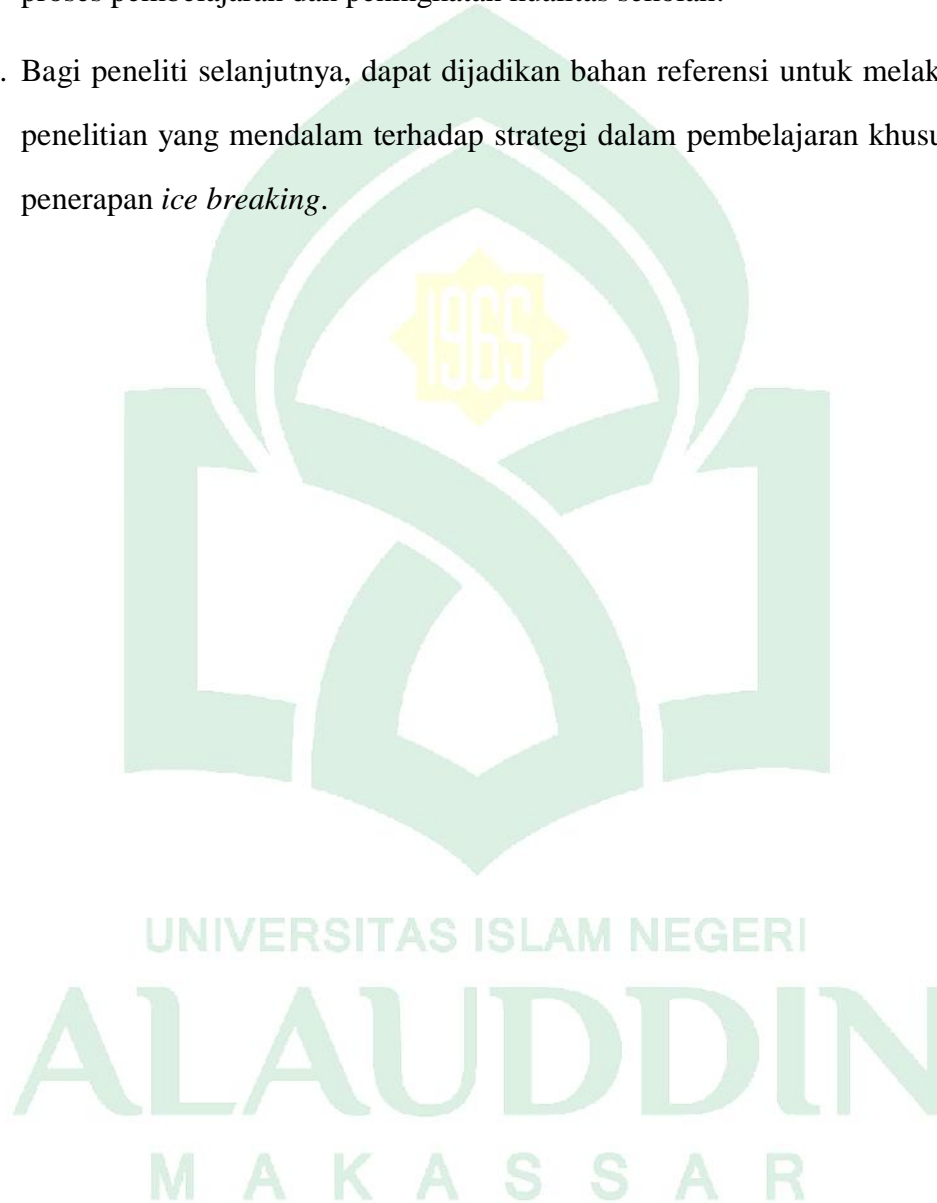 proses pembelajaran dan peningkatan kualitas sekolah.
. Bagi peneliti selanjutnya, dapat dijadikan bahan referensi untuk melak
penelitian yang mendalam terhadap strategi dalam pembelajaran khusu
penerapan ice breaking.
1965
UNIVERSITAS ISLAM NEGERI
ALAUDDIN
MAKASSAR